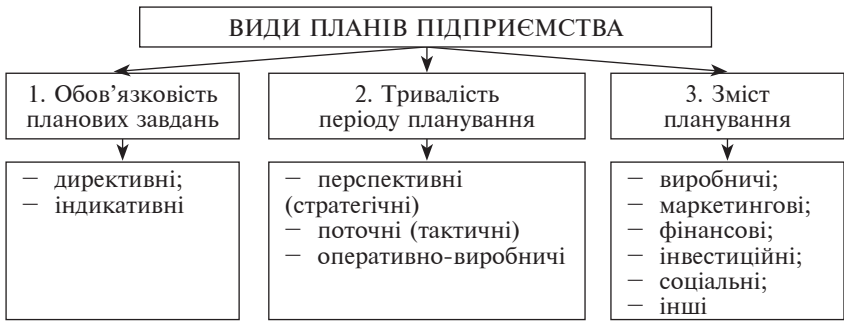 ВИДИ ПЛАНІВ ПІДПРИЄМСТВА
1. Обов’язковість
планових завдань
2. Тривалість
періоду планування
3. Зміст
планування
— директивні;
— індикативні
— перспективні
(стратегічні)
— поточні (тактичні)
— оперативно-виробничі
— виробничі;
— маркетингові;
— фінансові;
— інвестиційні;
— соціальні;
— інші